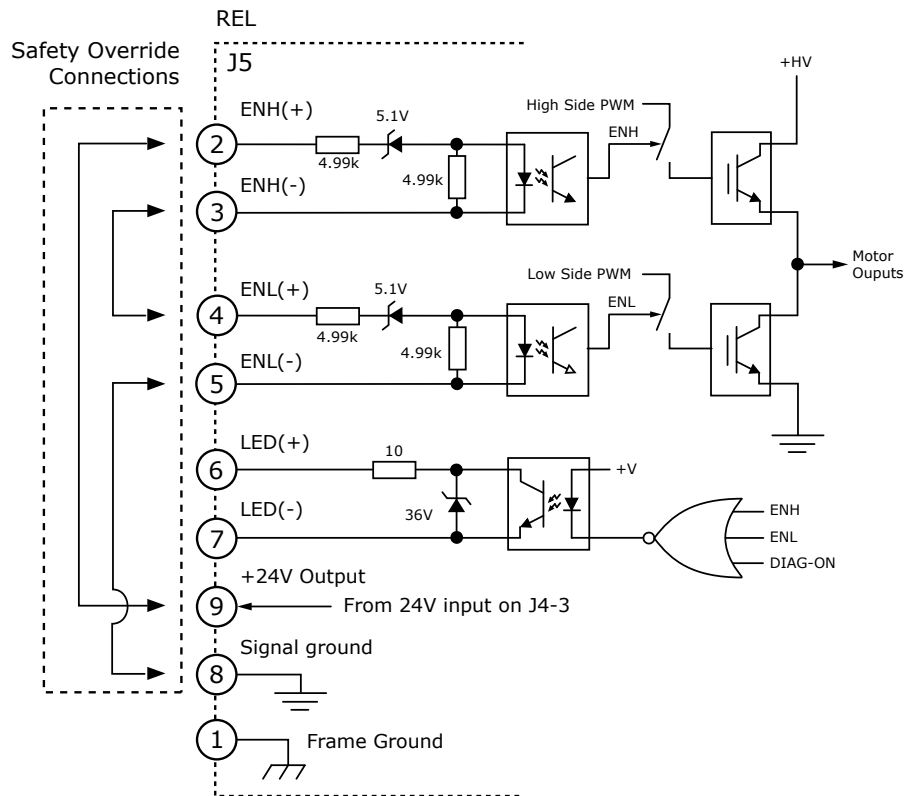 REL
Safety Override
Connections
J5
+HV
ENH(+)
5.1V
High Side PWM
ENH
2
4.99k
4.99k
ENH(-)
3
Motor
Ouputs
Low Side PWM
ENL(+)
5.1V
ENL
4
4.99k
4.99k
ENL(-)
5
LED(+)
10
6
+V
LED(-)
36V
7
ENH
ENL
DIAG-ON
+24V Output
9
From 24V input on J4-3
Signal ground
8
1
Frame Ground